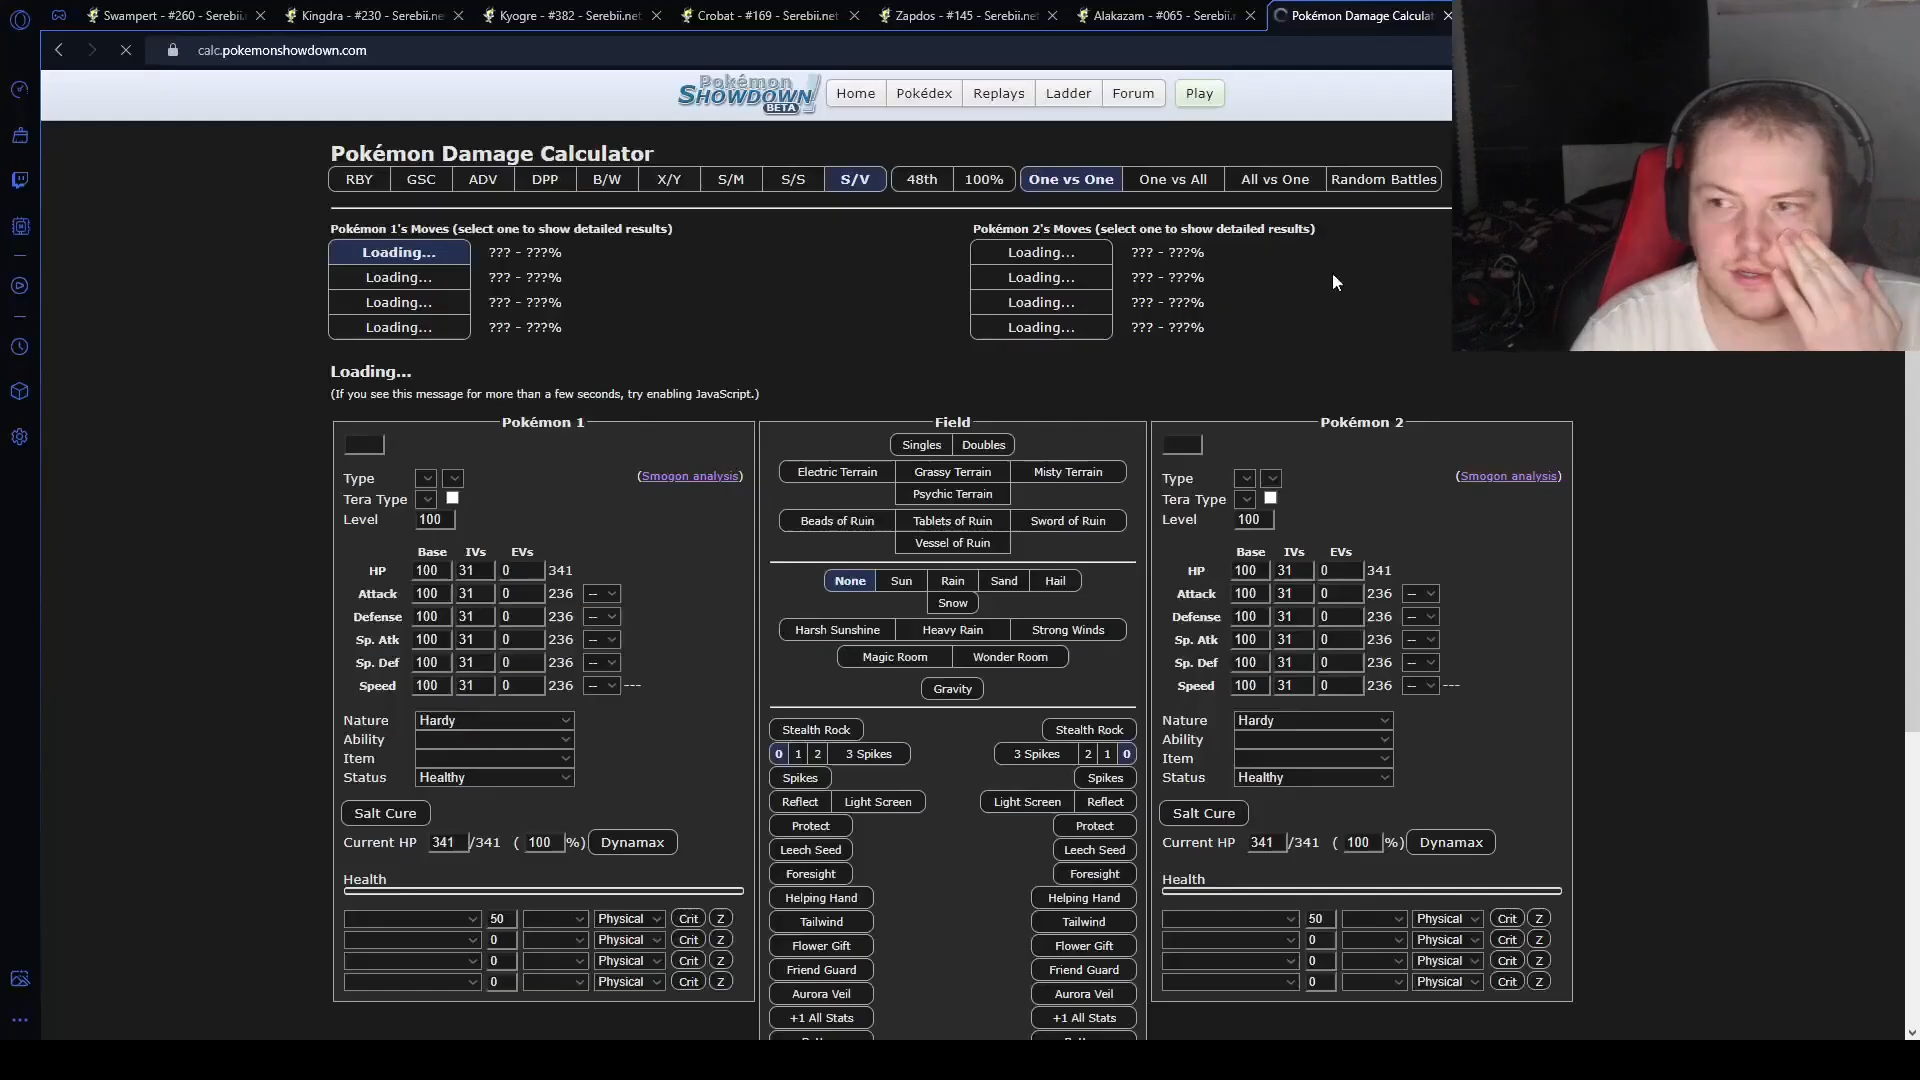 Swampert - #260 - Serebii Kingdra - #230 - Serebii.ne Kyogre - #382 - Serebii.net Crobat - #169 - Serebii.net Zapdos - #145 - Serebii.ne Alakazam - #065 - Serebii. Pokémon Damage Calculat
calc.pokemonshowdown.com
Pokémon SHOWDOWN! BETA Home Pokédex Replays Ladder Forum Play
Pokémon Damage Calculator
RBY GSC ADV DPP B/W X/Y S/M S/S S/V 48th 100% One vs One One vs All All vs One Random Battles
Pokémon 1's Moves (select one to show detailed results) Pokémon 2's Moves (select one to show detailed results)
Loading... ??? - ???% Loading... ??? - ???%
Loading... ??? - ???% Loading... ??? - ???%
Loading... ??? - ???% Loading... ??? - ???%
Loading... ??? - ???% Loading... ??? - ???%
Loading...
(If you see this message for more than a few seconds, try enabling JavaScript.)
Pokémon 1
Type (Smogon analysis)
Tera Type
Level 100
Base IVs EVs
HP 100 31 0 341
Attack 100 31 0 236 --
Defense 100 31 0 236 --
Sp. Atk 100 31 0 236 --
Sp. Def 100 31 0 236 --
Speed 100 31 0 236 -- ---
Nature Hardy
Ability
Item
Status Healthy
Salt Cure
Current HP 341 /341 ( 100 %) Dynamax
Health
50 Physical Crit Z
0 Physical Crit Z
0 Physical Crit Z
0 Physical Crit Z
Field
Singles Doubles
Electric Terrain Grassy Terrain Misty Terrain
Psychic Terrain
Beads of Ruin Tablets of Ruin Sword of Ruin
Vessel of Ruin
None Sun Rain Sand Hail
Snow
Harsh Sunshine Heavy Rain Strong Winds
Magic Room Wonder Room
Gravity
Stealth Rock Stealth Rock
0 1 2 3 Spikes 3 Spikes 2 1 0
Spikes Spikes
Reflect Light Screen Light Screen Reflect
Protect Protect
Leech Seed Leech Seed
Foresight Foresight
Helping Hand Helping Hand
Tailwind Tailwind
Flower Gift Flower Gift
Friend Guard Friend Guard
Aurora Veil Aurora Veil
+1 All Stats +1 All Stats
Pokémon 2
Type (Smogon analysis)
Tera Type
Level 100
Base IVs EVs
HP 100 31 0 341
Attack 100 31 0 236 --
Defense 100 31 0 236 --
Sp. Atk 100 31 0 236 --
Sp. Def 100 31 0 236 --
Speed 100 31 0 236 -- ---
Nature Hardy
Ability
Item
Status Healthy
Salt Cure
Current HP 341 /341 ( 100 %) Dynamax
Health
50 Physical Crit Z
0 Physical Crit Z
0 Physical Crit Z
0 Physical Crit Z